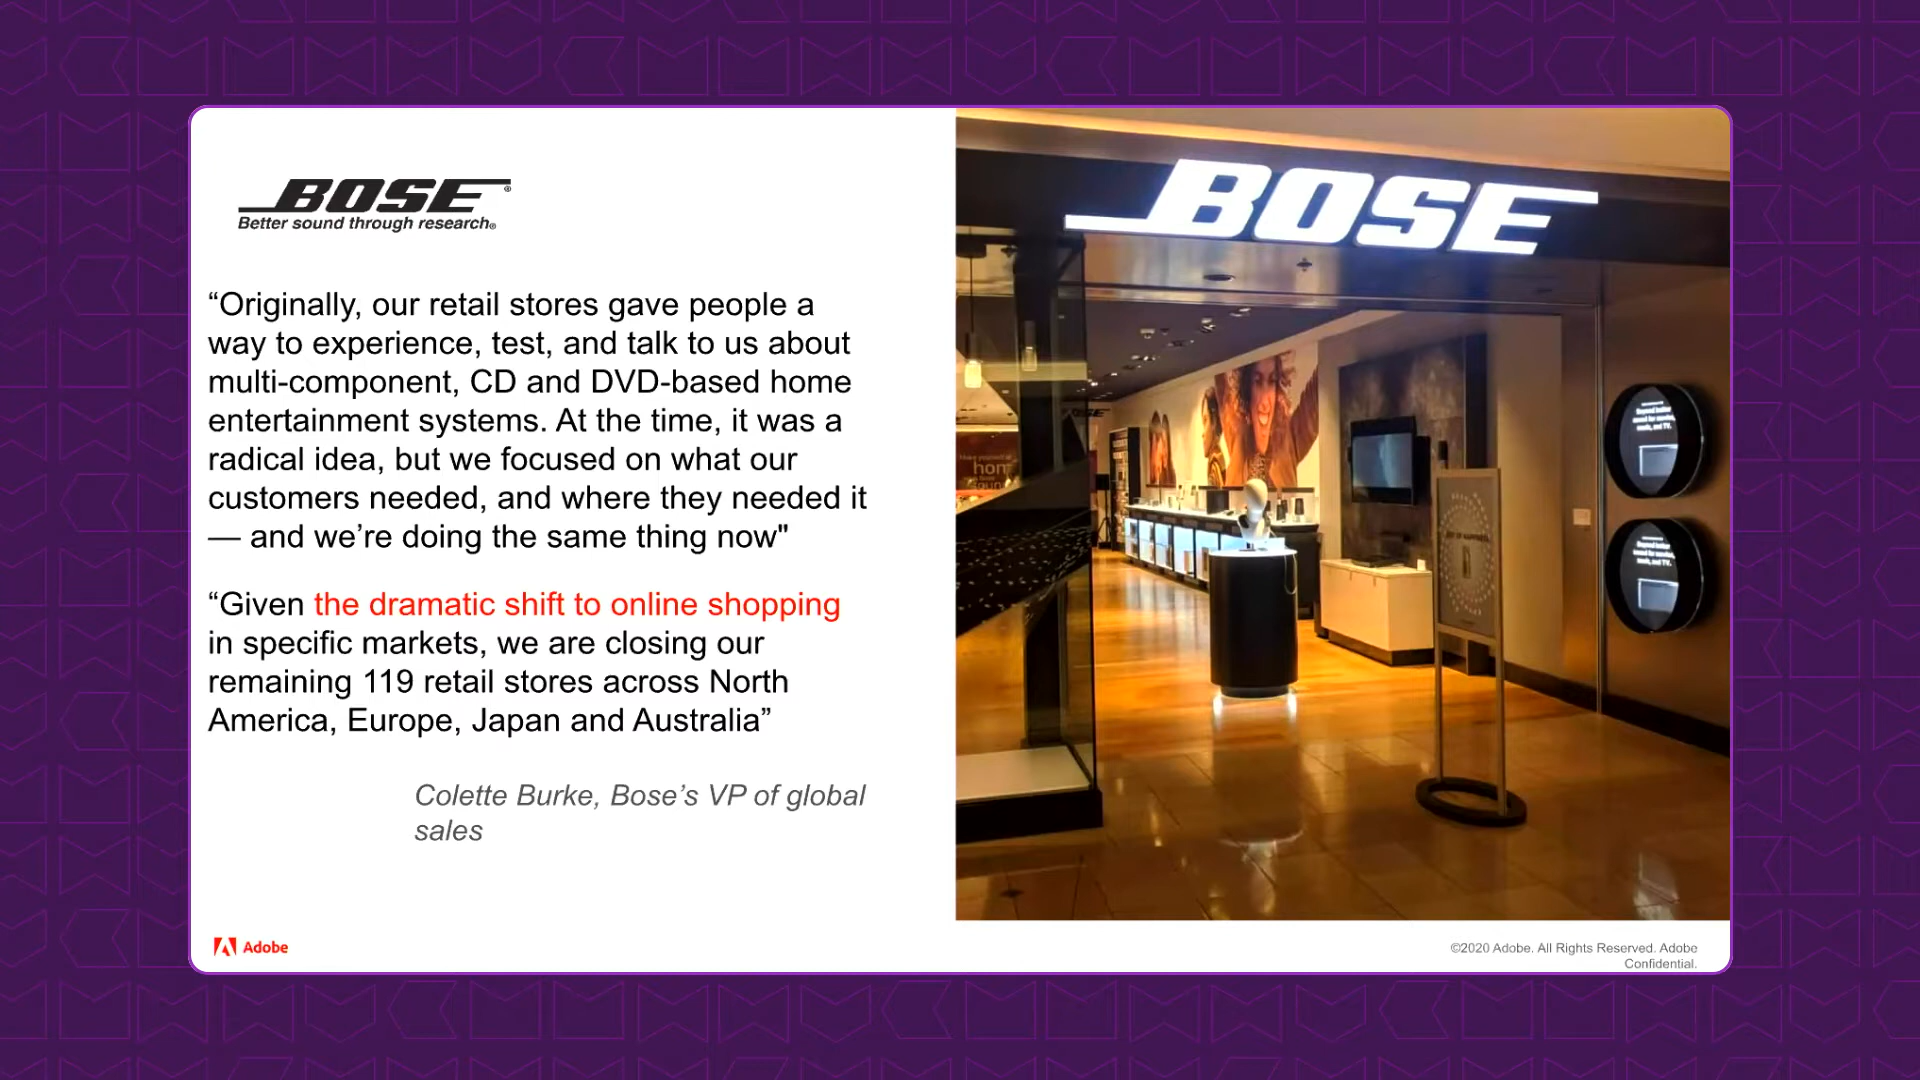 BOSE®
Better sound through research®
“Originally, our retail stores gave people a
way to experience, test, and talk to us about
multi-component, CD and DVD-based home
entertainment systems. At the time, it was a
radical idea, but we focused on what our
customers needed, and where they needed it
— and we’re doing the same thing now"
“Given the dramatic shift to online shopping
in specific markets, we are closing our
remaining 119 retail stores across North
America, Europe, Japan and Australia”
Colette Burke, Bose’s VP of global
sales
Adobe
©2020 Adobe. All Rights Reserved. Adobe
Confidential.
BOSE
BOSE